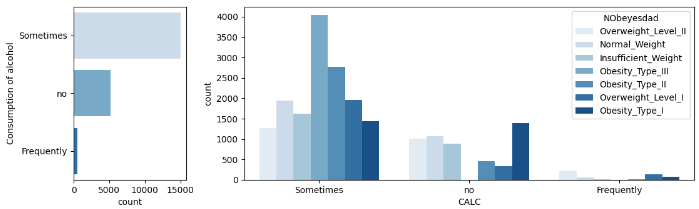 Consumption of alcohol
Sometimes
no
Frequently
0 5000 10000 15000
count
count
4000
3500
3000
2500
2000
1500
1000
500
0
Sometimes no Frequently
CALC
NObeyesdad
Overweight_Level_II
Normal_Weight
Insufficient_Weight
Obesity_Type_III
Obesity_Type_II
Overweight_Level_I
Obesity_Type_I